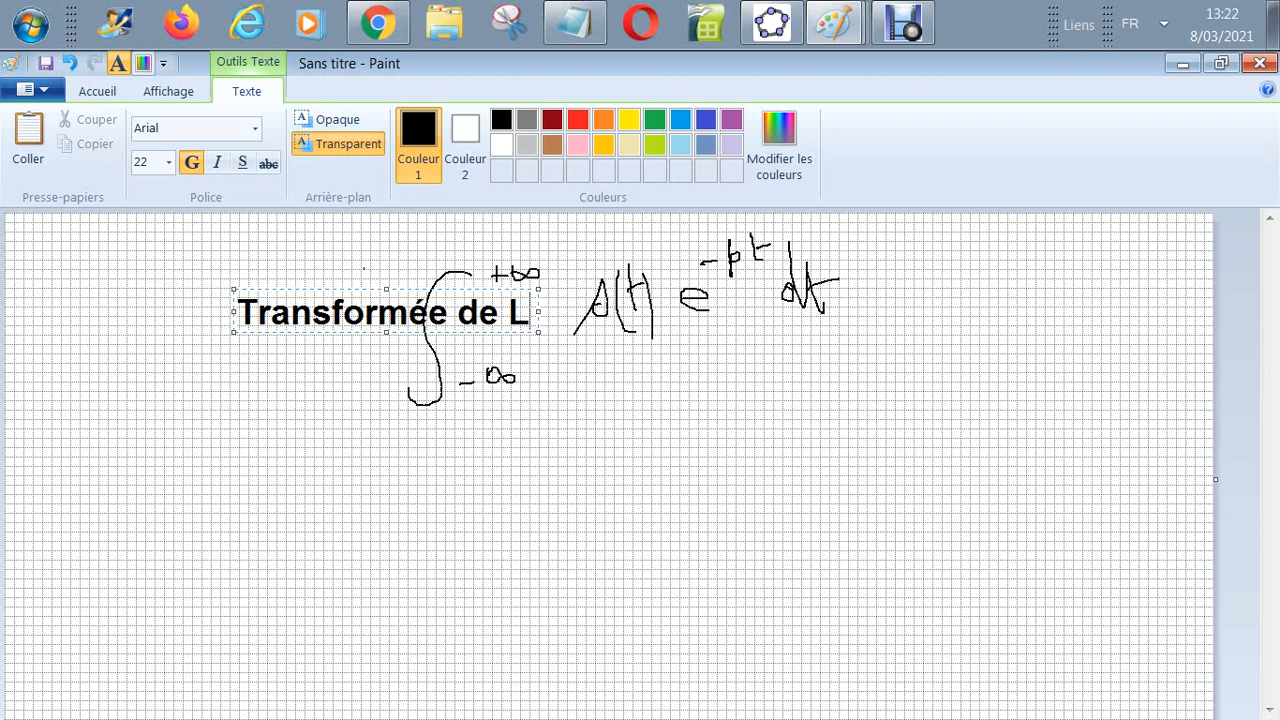 Liens FR 13:22
8/03/2021
Outils Texte Sans titre - Paint
Accueil Affichage Texte
Coller
Couper
Copier
Presse-papiers
Arial
22 G I S abc
Police
Opaque
Transparent
Arrière-plan
Couleur
1
Couleur
2
Modifier les
couleurs
Couleurs
Transformée de L
∫ +∞ -∞ s(t) e -pt dt